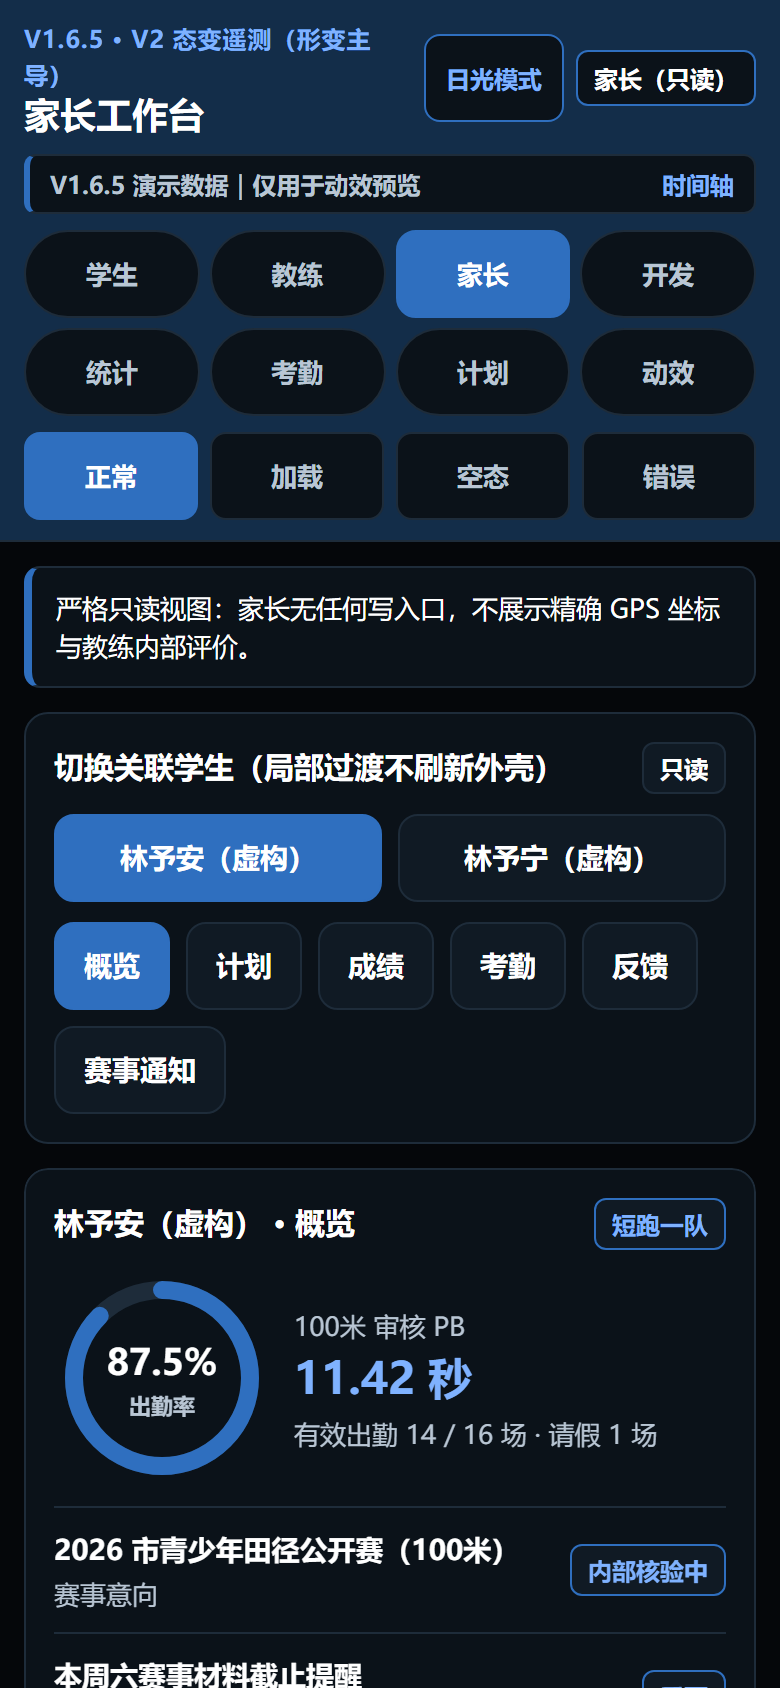 V1.6.5 • V2 态变遥测（形变主
导）
家长工作台
日光模式
家长（只读）
V1.6.5 演示数据 | 仅用于动效预览
时间轴
学生
教练
家长
开发
统计
考勤
计划
动效
正常
加载
空态
错误
严格只读视图：家长无任何写入口，不展示精确 GPS 坐标
与教练内部评价。
切换关联学生（局部过渡不刷新外壳）
只读
林予安（虚构）
林予宁（虚构）
概览
计划
成绩
考勤
反馈
赛事通知
林予安（虚构） • 概览
短跑一队
87.5%
出勤率
100米 审核 PB
11.42 秒
有效出勤 14 / 16 场 · 请假 1 场
2026 市青少年田径公开赛（100米）
赛事意向
内部核验中
本周六赛事材料截止提醒